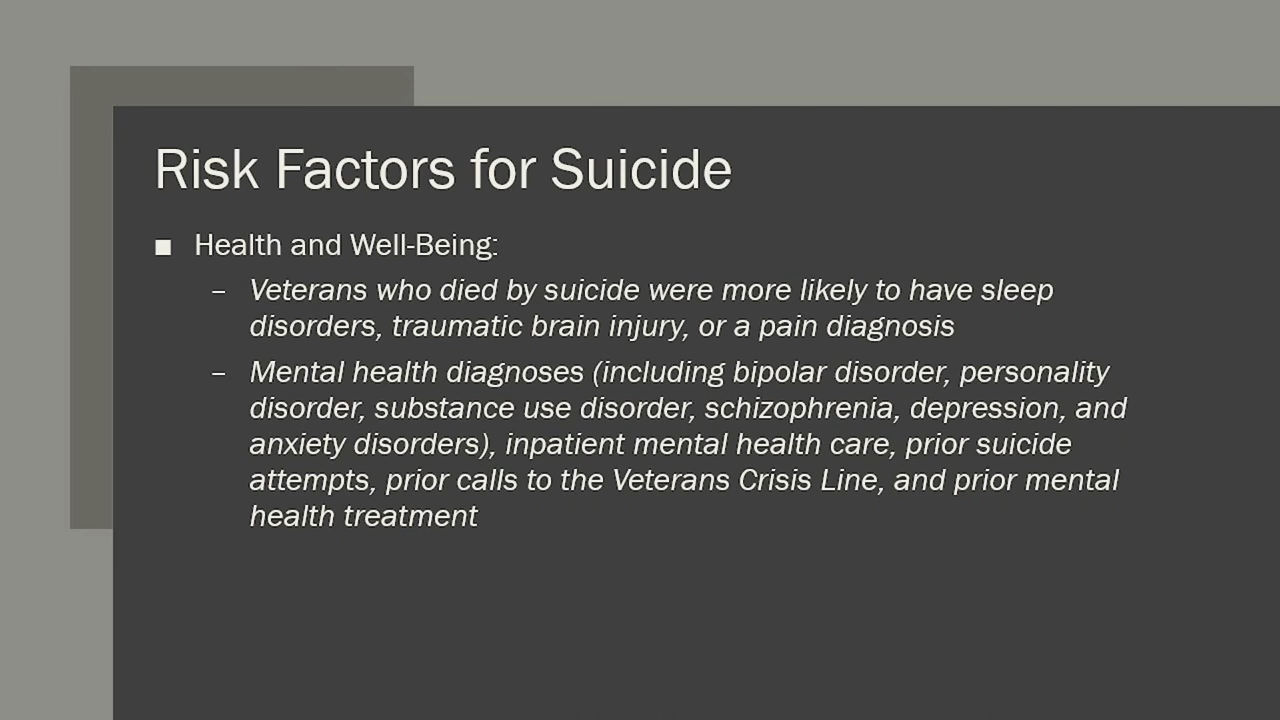 Risk Factors for Suicide
■ Health and Well-Being:
– Veterans who died by suicide were more likely to have sleep
disorders, traumatic brain injury, or a pain diagnosis
– Mental health diagnoses (including bipolar disorder, personality
disorder, substance use disorder, schizophrenia, depression, and
anxiety disorders), inpatient mental health care, prior suicide
attempts, prior calls to the Veterans Crisis Line, and prior mental
health treatment